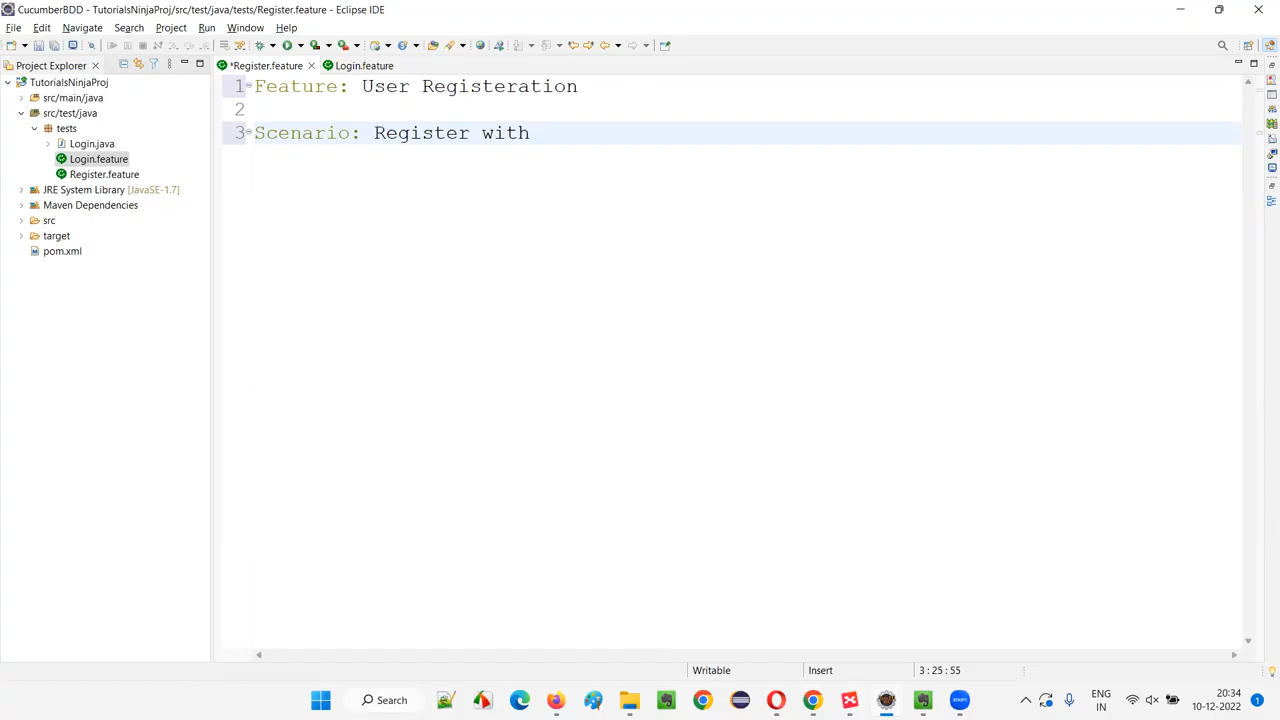 CucumberBDD - TutorialsNinjaProj/src/test/java/tests/Register.feature - Eclipse IDE
File Edit Navigate Search Project Run Window Help
Project Explorer
*Register.feature
Login.feature
TutorialsNinjaProj
src/main/java
src/test/java
tests
Login.java
Login.feature
Register.feature
JRE System Library [JavaSE-1.7]
Maven Dependencies
src
target
pom.xml
1 Feature: User Registeration
2
3 Scenario: Register with
Writable Insert 3 : 25 : 55
Search
zoom
ENG
IN
20:34
10-12-2022
1